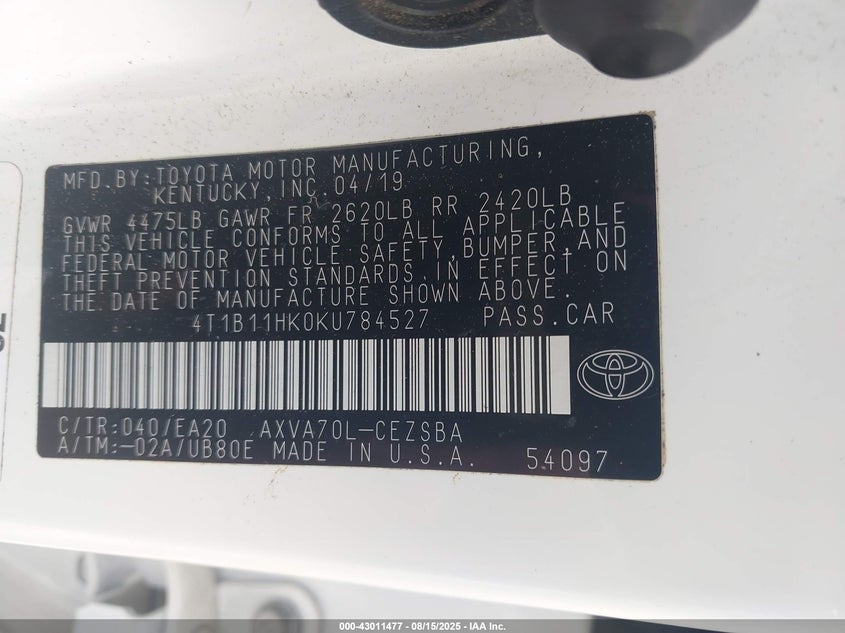 MFD. BY: TOYOTA MOTOR MANUFACTURING,
KENTUCKY, INC. 04/19
GVWR 4475LB GAWR FR 2620LB RR 2420LB
THIS VEHICLE CONFORMS TO ALL APPLICABLE
FEDERAL MOTOR VEHICLE SAFETY, BUMPER, AND
THEFT PREVENTION STANDARDS IN EFFECT ON
THE DATE OF MANUFACTURE SHOWN ABOVE.
4T1B11HK0KU784527 PASS.CAR
C/TR: 040/EA20 AXVA70L-CEZSBA
A/TM:-02A/UB80E MADE IN U.S.A. 54097
000-43011477 - 08/15/2025 - IAA Inc.